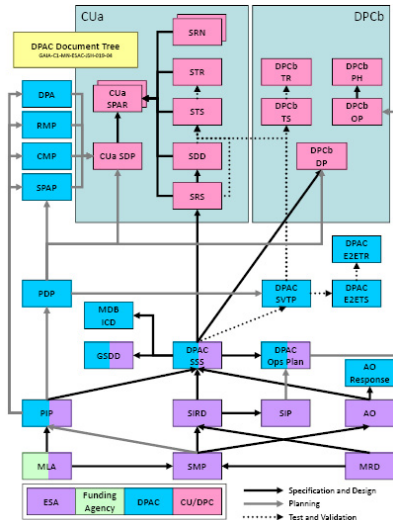 CUa
DPCb
DPAC Document Tree
GAIA-C1-MN-ESAC-JSH-010-04
SRN
DPA
CUa
SPAR
STR
DPCb
TR
DPCb
PH
RMP
STS
DPCb
TS
DPCb
OP
CMP
CUa SDP
SDD
DPCb
DP
SPAP
SRS
PDP
DPAC
SVTP
DPAC
E2ETR
DPAC
E2ETS
MDB
ICD
GSDD
DPAC
SSS
DPAC
Ops Plan
AO
Response
PIP
SIRD
SIP
AO
MLA
SMP
MRD
ESA
Funding
Agency
DPAC
CU/DPC
Specification and Design
Planning
Test and Validation